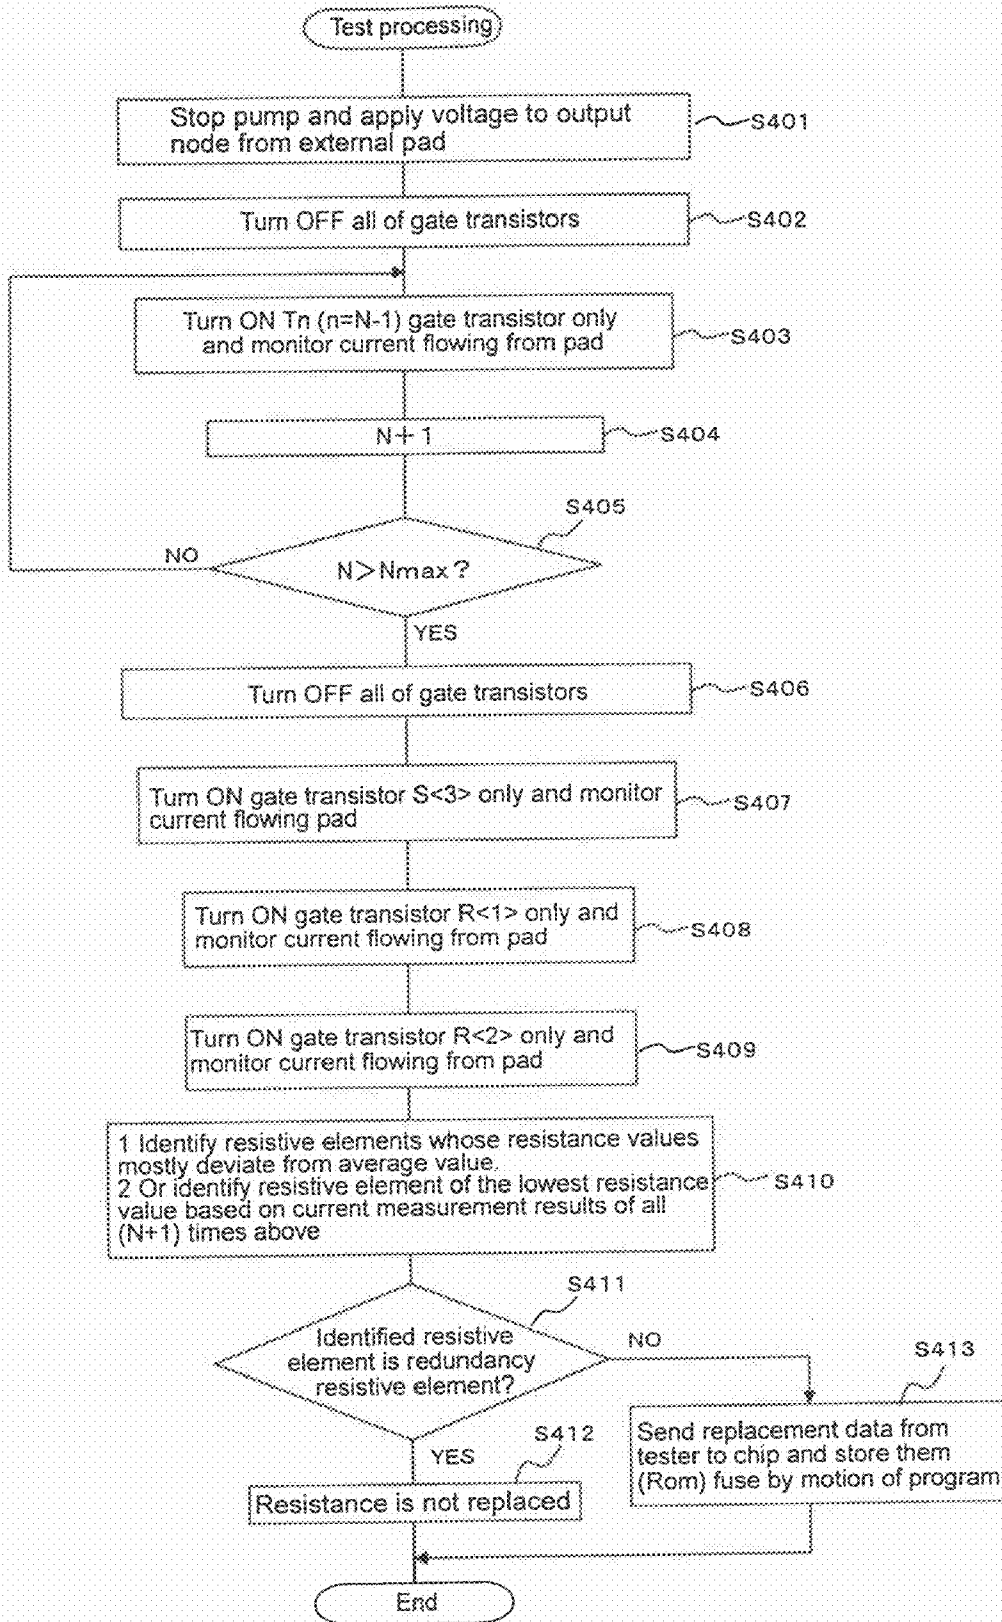 Test processing
Stop pump and apply voltage to output
node from external pad
S401
Turn OFF all of gate transistors
S402
Turn ON Tn (n=N-1) gate transistor only
and monitor current flowing from pad
S403
N+1
S404
S405
NO
N>Nmax?
YES
Turn OFF all of gate transistors
S406
Turn ON gate transistor S<3> only and monitor
current flowing pad
S407
Turn ON gate transistor R<1> only and
monitor current flowing from pad
S408
Turn ON gate transistor R<2> only and
monitor current flowing from pad
S409
1 Identify resistive elements whose resistance values
mostly deviate from average value.
2 Or identify resistive element of the lowest resistance
value based on current measurement results of all
(N+1) times above
S410
S411
Identified resistive
element is redundancy
resistive element?
NO
S413
YES
S412
Send replacement data from
tester to chip and store them
(Rom) fuse by motion of program
Resistance is not replaced
End